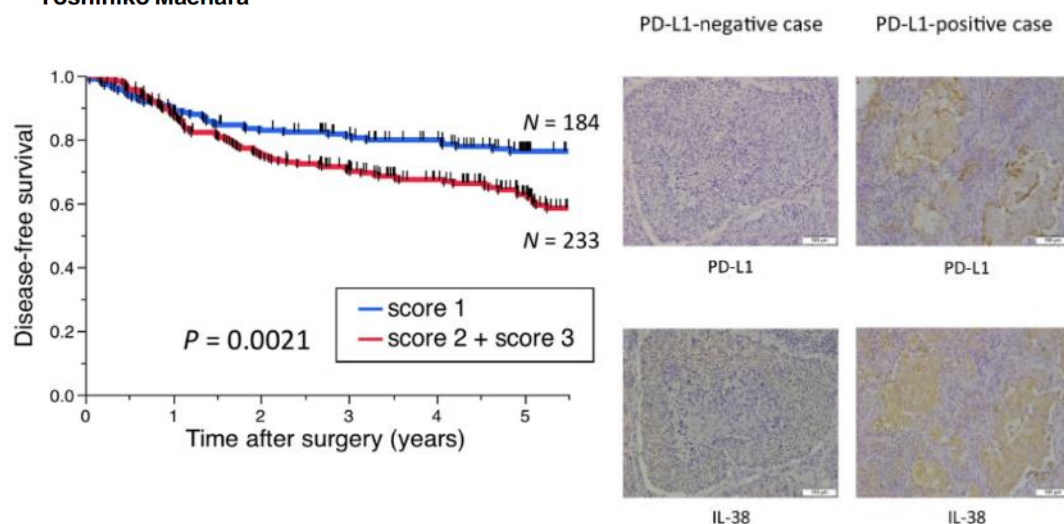 Yoshihiko Maehara
PD-L1-negative case
PD-L1-positive case
1.0
0.8
0.6
0.4
0.2
0.0
Disease-free survival
N = 184
N = 233
score 1
score 2 + score 3
P = 0.0021
0 1 2 3 4 5
Time after surgery (years)
PD-L1
PD-L1
IL-38
IL-38